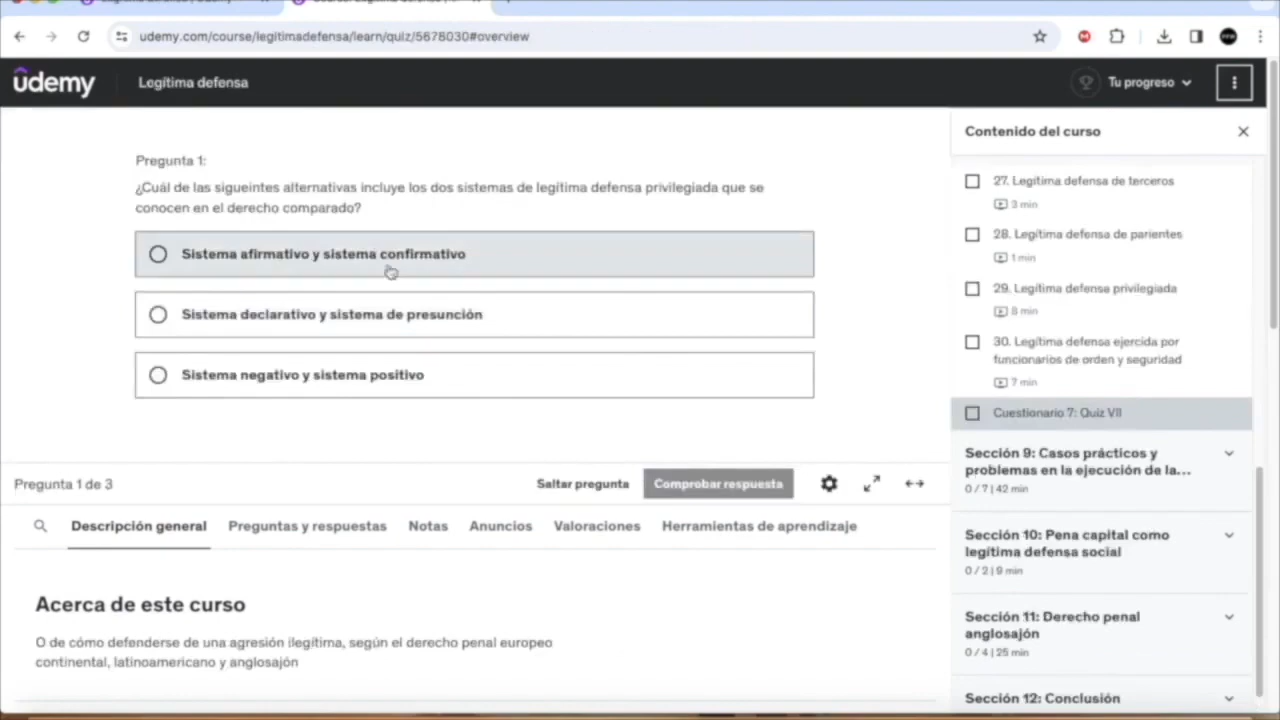 udemy.com/course/legitimadefensa/learn/quiz/5678030#overview
ûdemy
Legítima defensa
Tu progreso
Pregunta 1:
¿Cuál de las sigueintes alternativas incluye los dos sistemas de legítima defensa privilegiada que se
conocen en el derecho comparado?
Sistema afirmativo y sistema confirmativo
Sistema declarativo y sistema de presunción
Sistema negativo y sistema positivo
Pregunta 1 de 3
Saltar pregunta
Comprobar respuesta
Descripción general
Preguntas y respuestas
Notas
Anuncios
Valoraciones
Herramientas de aprendizaje
Acerca de este curso
O de cómo defenderse de una agresión ilegítima, según el derecho penal europeo
continental, latinoamericano y anglosajón
Contenido del curso
27. Legítima defensa de terceros
3 min
28. Legítima defensa de parientes
1 min
29. Legítima defensa privilegiada
8 min
30. Legítima defensa ejercida por
funcionarios de orden y seguridad
7 min
Cuestionario 7: Quiz VII
Sección 9: Casos prácticos y
problemas en la ejecución de la...
0 / 7 | 42 min
Sección 10: Pena capital como
legítima defensa social
0 / 2 | 9 min
Sección 11: Derecho penal
anglosajón
0 / 4 | 25 min
Sección 12: Conclusión